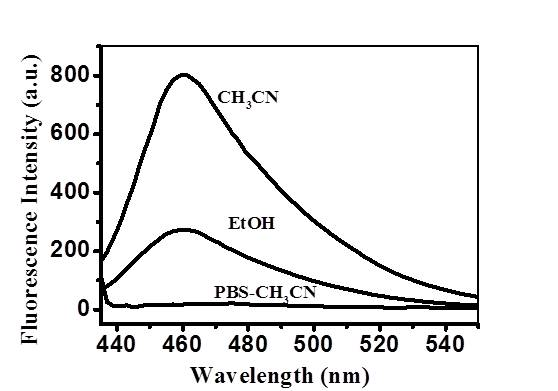 Fluorescence Intensity (a.u.)
800
600
400
200
0
CH₃CN
EtOH
PBS-CH₃CN
440 460 480 500 520 540
Wavelength (nm)